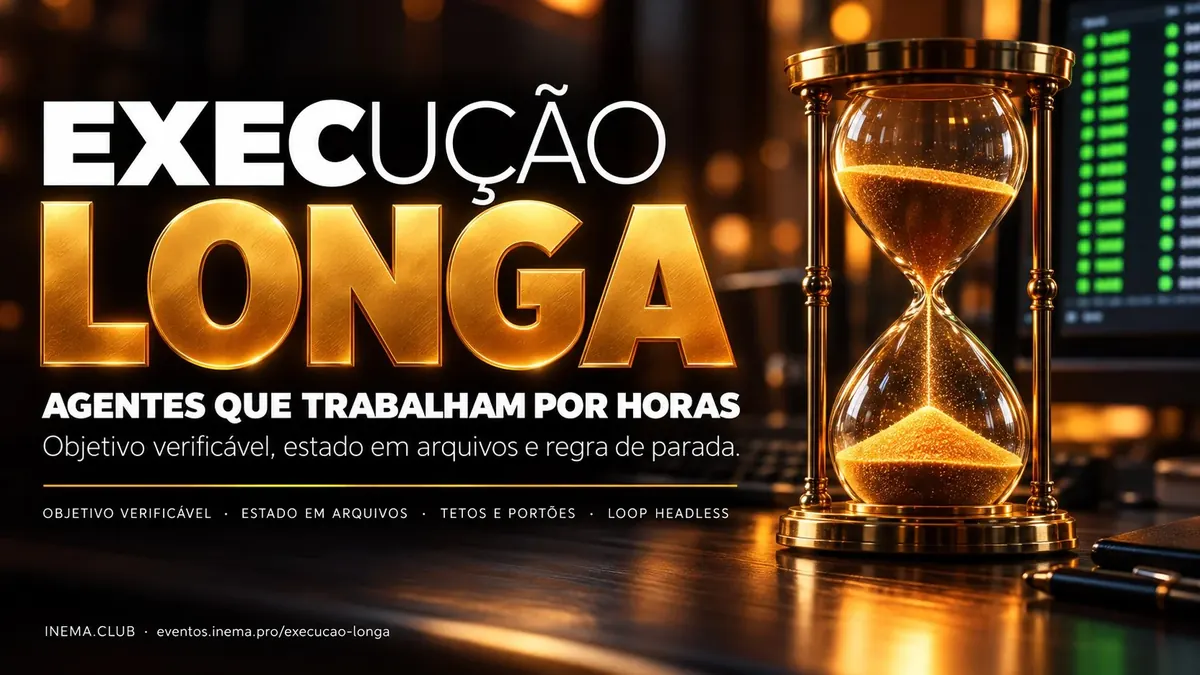 EXECUÇÃO
LONGA
AGENTES QUE TRABALHAM POR HORAS
Objetivo verificável, estado em arquivos e regra de parada.
OBJETIVO VERIFICÁVEL · ESTADO EM ARQUIVOS · TETOS E PORTÕES · LOOP HEADLESS
INEMA.CLUB · eventos.inema.pro/execucao-longa